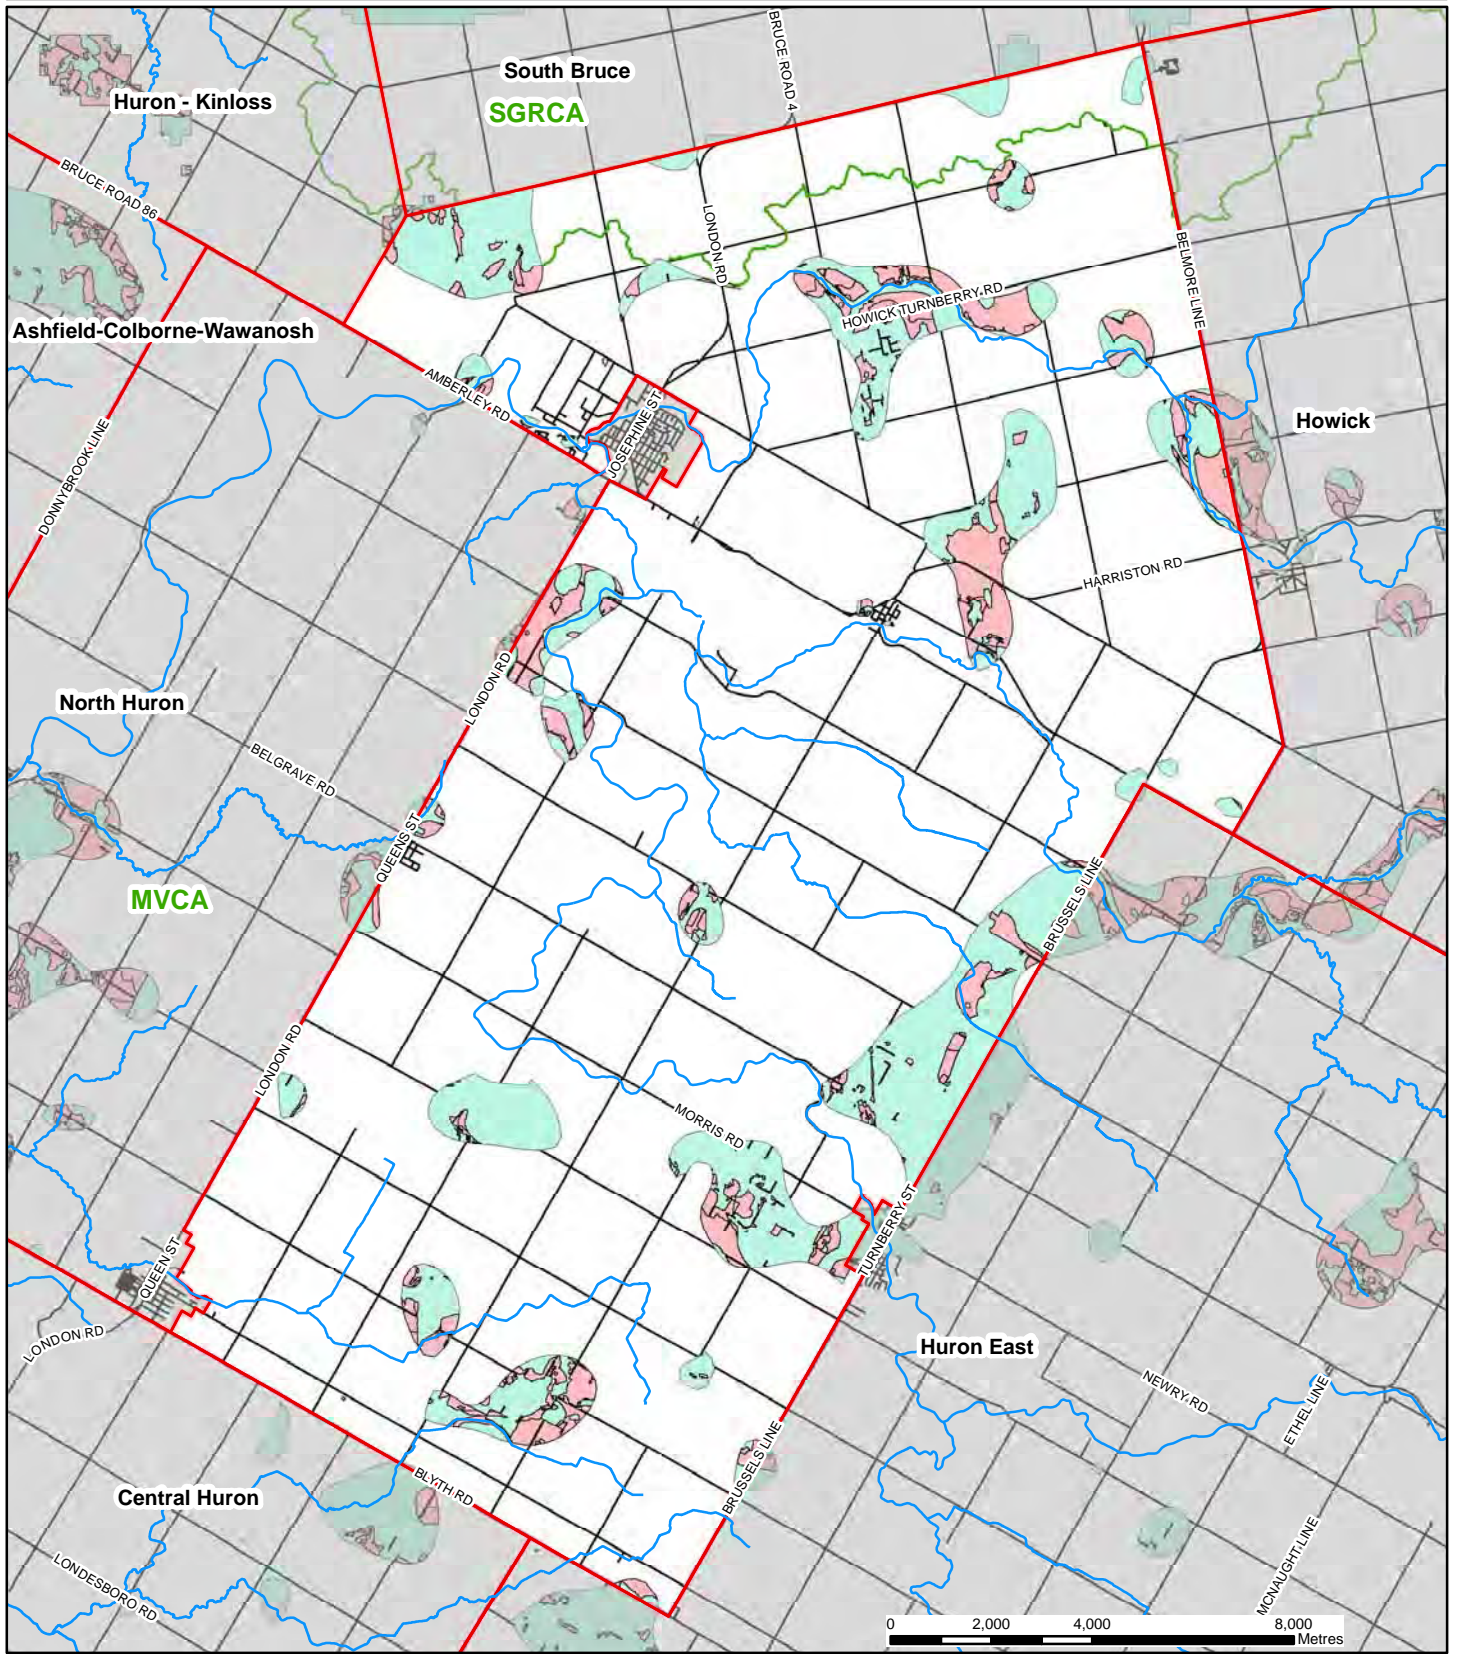 BRUCE ROAD 4
South Bruce
SGRCA
Huron - Kinloss
BRUCE ROAD 86
LONDON RD
BELMORE LINE
HOWICK TURNBERRY RD
Ashfield-Colborne-Wawanosh
AMBERLEY RD
JOSEPHINE ST
Howick
DONNYBROOK LINE
HARRISTON RD
LONDON RD
North Huron
BELGRAVE RD
QUEENS ST
MVCA
BRUSSELS LINE
LONDON RD
MORRIS RD
TURNBERRY ST
QUEEN ST
LONDON RD
Huron East
NEWRY RD
ETHEL LINE
BRUSSELS LINE
BLYTH RD
Central Huron
LONDESBORO RD
MCNAUGHT LINE
0 2,000 4,000 8,000
Metres